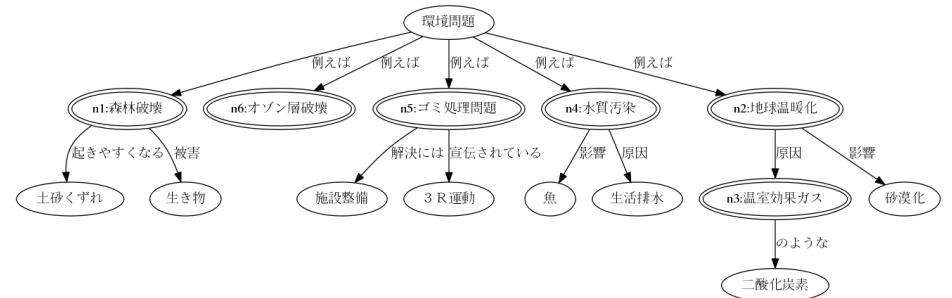 環境問題
例えば 例えば 例えば 例えば 例えば
n1:森林破壊 n6:オゾン層破壊 n5:ゴミ処理問題 n4:水質汚染 n2:地球温暖化
起きやすくなる 被害 解決には 宣伝されている 影響 原因 原因 影響
土砂くずれ 生き物 施設整備 3R運動 魚 生活排水 n3:温室効果ガス 砂漠化
のような
二酸化炭素